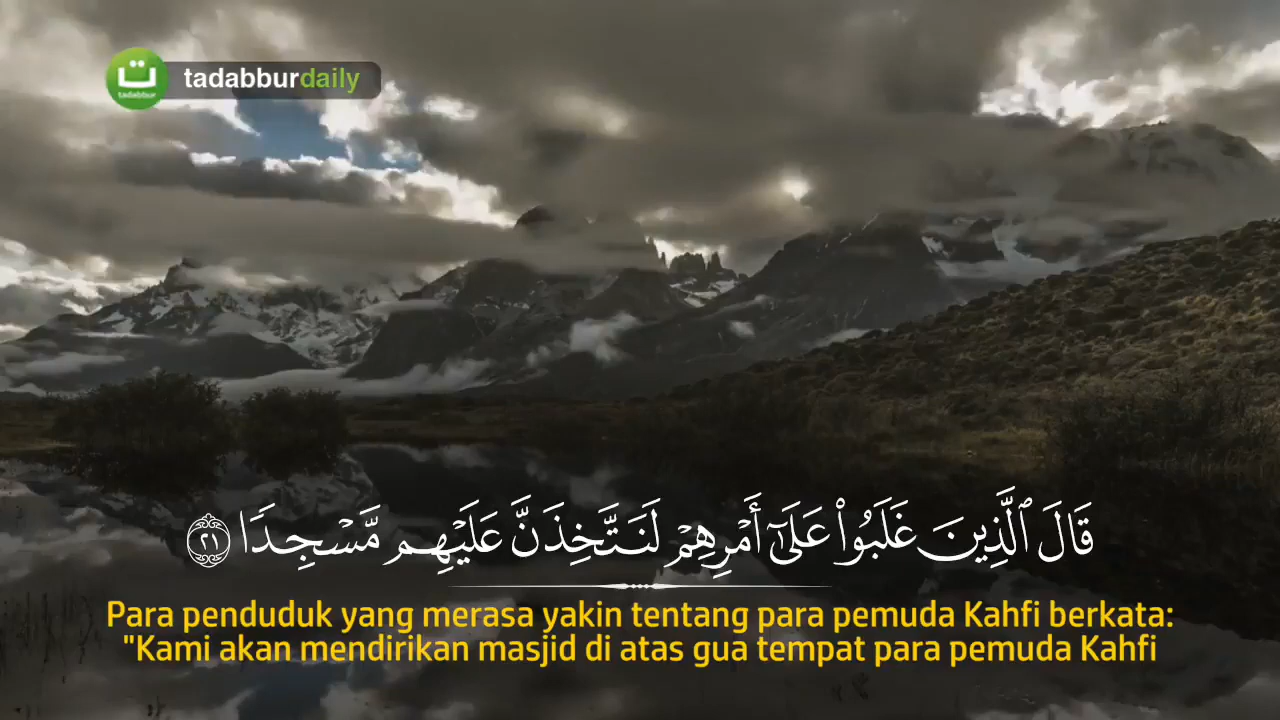 ت
tadabbur
tadabburdaily
قَالَ ٱلَّذِينَ غَلَبُوا۟ عَلَىٰٓ أَمْرِهِمْ لَنَتَّخِذَنَّ عَلَيْهِم مَّسْجِدًا ٢١
Para penduduk yang merasa yakin tentang para pemuda Kahfi berkata:
"Kami akan mendirikan masjid di atas gua tempat para pemuda Kahfi